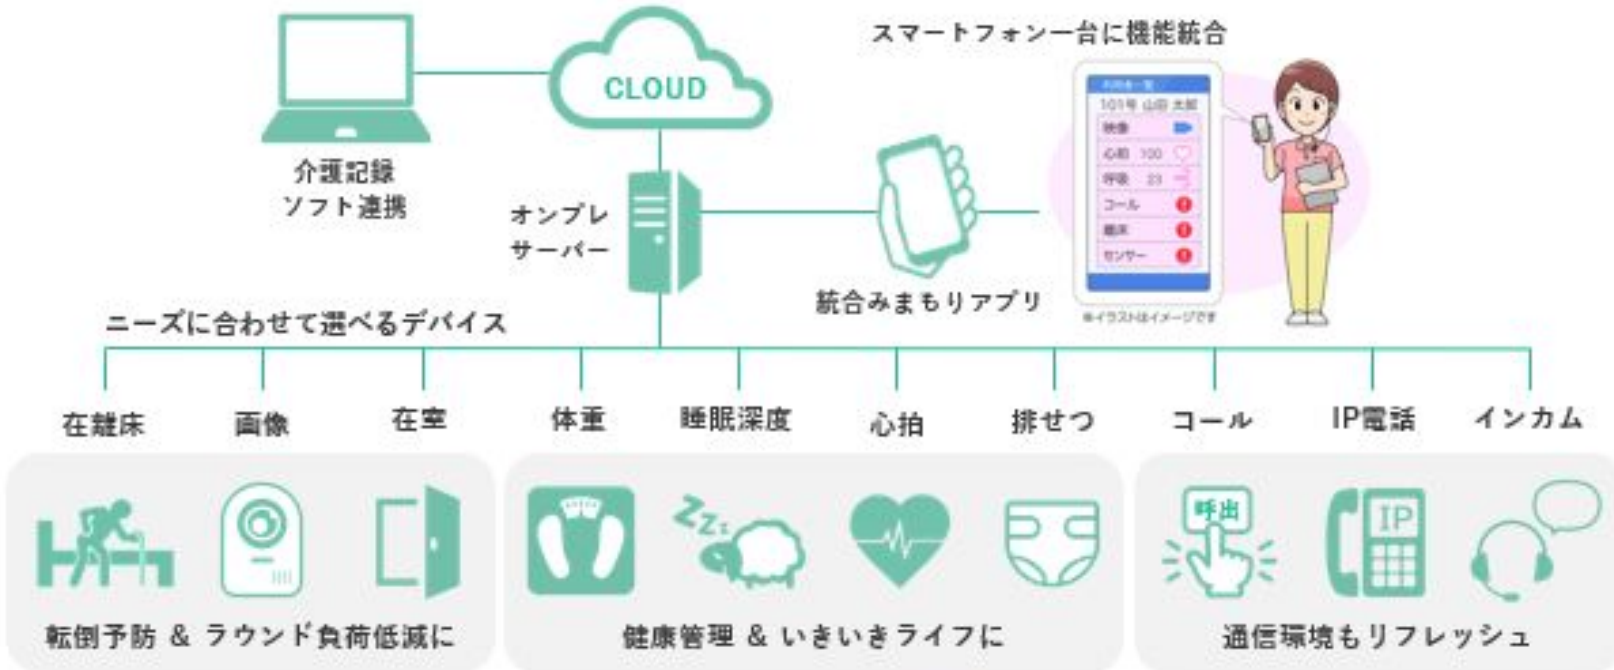 スマートフォン一台に機能統合
CLOUD
介護記録
ソフト連携
オンプレ
サーバー
統合みまもりアプリ
101号 山田 太郎
映像
心拍 100
呼吸 23
コール
離床
センサー
※イラストはイメージです
ニーズに合わせて選べるデバイス
在離床
画像
在室
体重
睡眠深度
心拍
排せつ
コール
IP電話
インカム
呼出
IP
ZZz
転倒予防 & ラウンド負荷低減に
健康管理 & いきいきライフに
通信環境もリフレッシュ